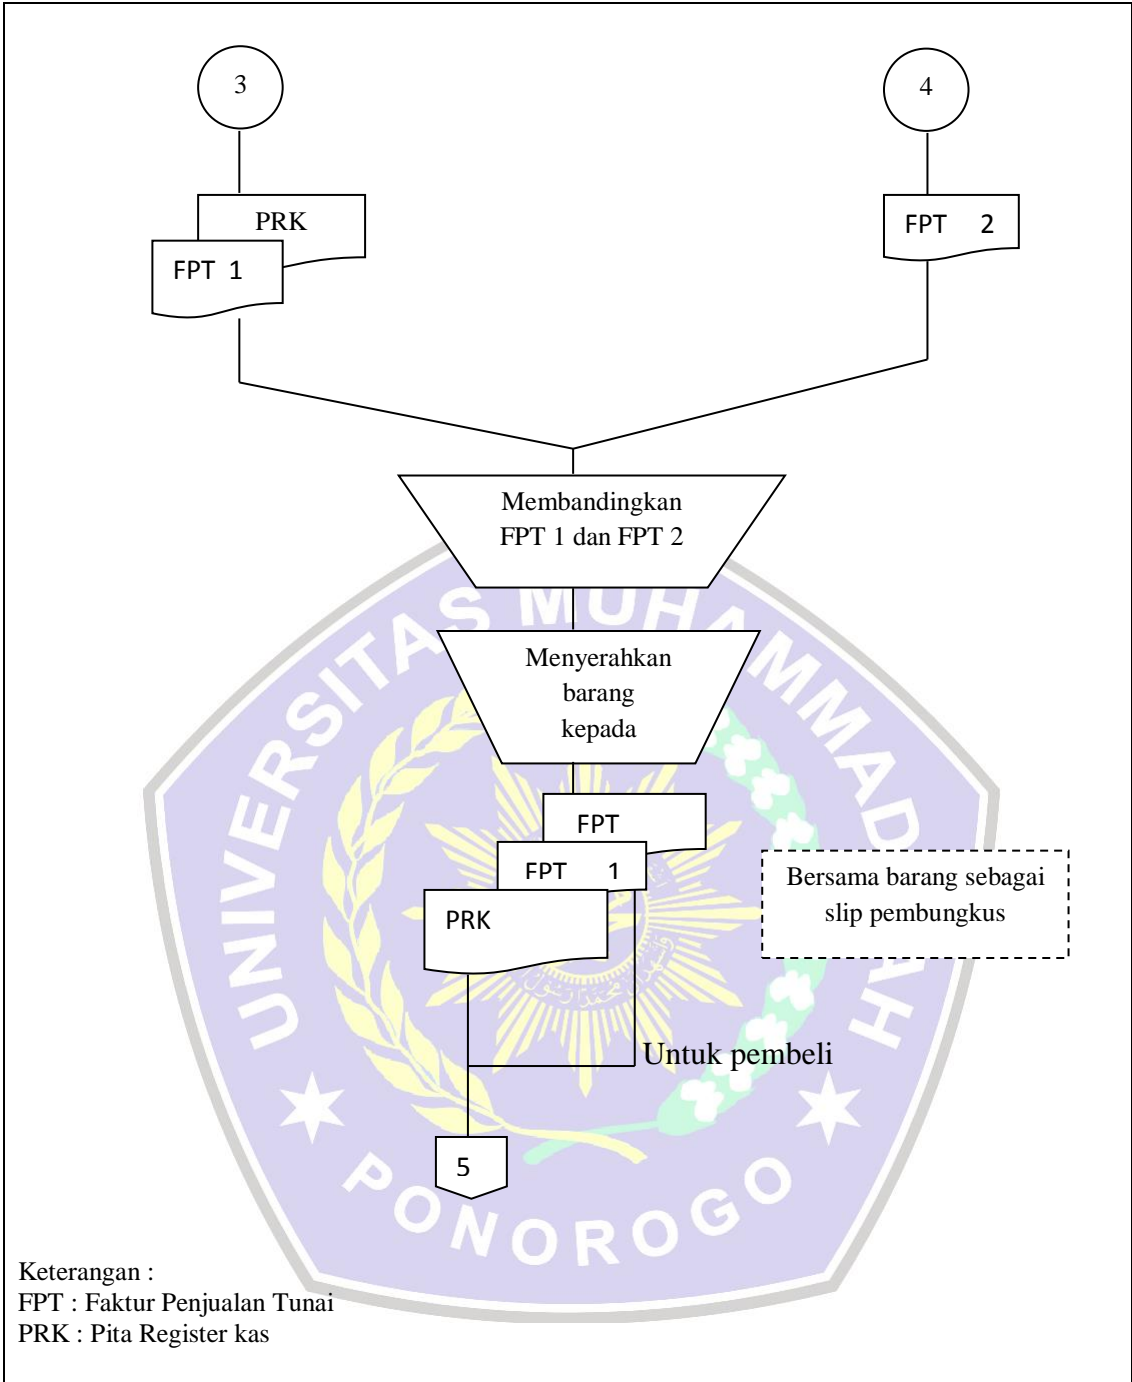 3
4
PRK
FPT 1
FPT 2
Membandingkan
FPT 1 dan FPT 2
Menyerahkan
barang
kepada
FPT
FPT 1
PRK
Bersama barang sebagai
slip pembungkus
Untuk pembeli
5
UNIVERSITAS MUHAMMADIYAH
PONOROGO
Keterangan :
FPT : Faktur Penjualan Tunai
PRK : Pita Register kas